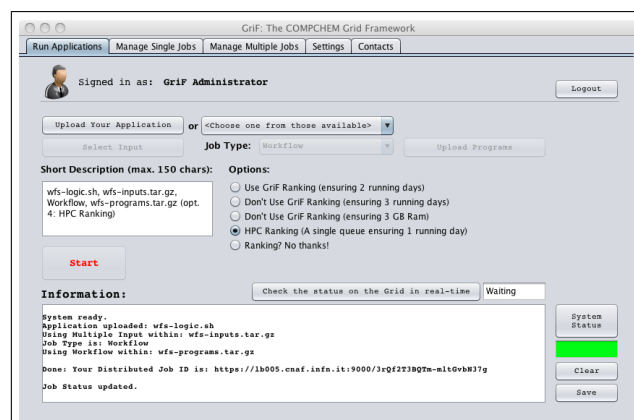 GriF: The COMPCHEM Grid Framework
Run Applications Manage Single Jobs Manage Multiple Jobs Settings Contacts
Signed in as: GriF Administrator
Logout
Upload Your Application or <Choose one from those available>
Select Input Job Type: Workflow Upload Programs
Short Description (max. 150 chars): Options:
wfs-logic.sh, wfs-inputs.tar.gz,
Workflow, wfs-programs.tar.gz (opt.
4: HPC Ranking)
Use GriF Ranking (ensuring 2 running days)
Don't Use GriF Ranking (ensuring 3 running days)
Don't Use GriF Ranking (ensuring 3 GB Ram)
HPC Ranking (A single queue ensuring 1 running day)
Ranking? No thanks!
Start
Information: Check the status on the Grid in real-time Waiting
System ready.
Application uploaded: wfs-logic.sh
Using Multiple Input within: wfs-inputs.tar.gz
Job Type is: Workflow
Using Workflow within: wfs-programs.tar.gz
Done: Your Distributed Job ID is: https://lb005.cnaf.infn.it:9000/3rQf2T3BQTm-mltGvbN37g
Job Status updated.
System
Status
Clear
Save